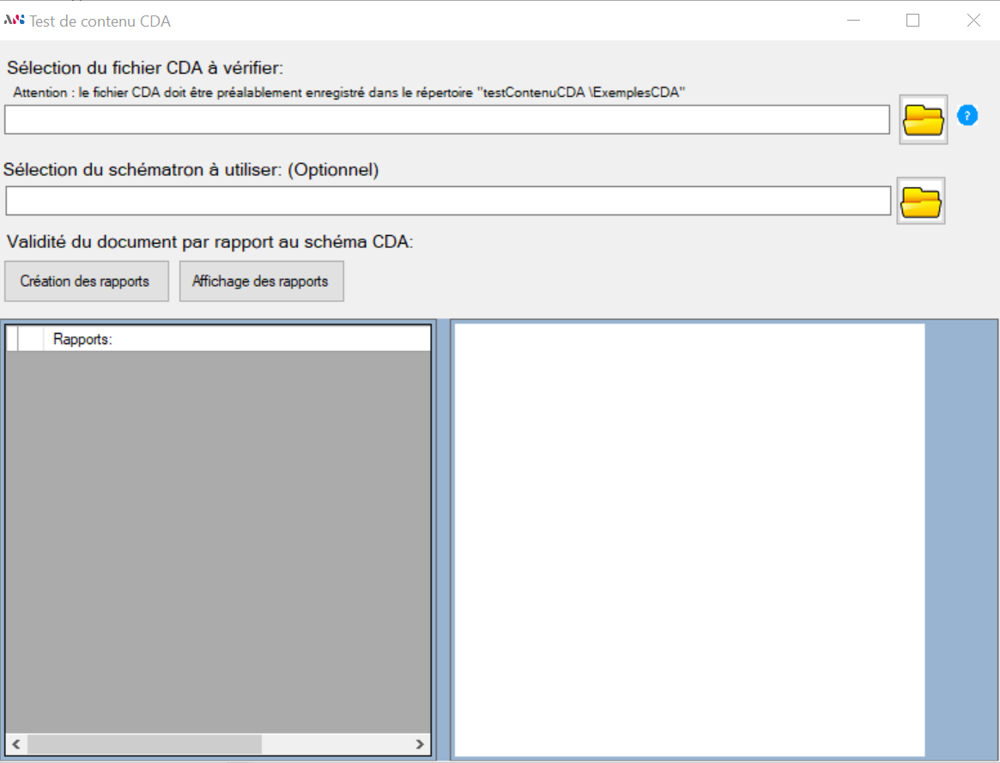 Test de contenu CDA
Sélection du fichier CDA à vérifier:
Attention : le fichier CDA doit être préalablement enregistré dans le répertoire "testContenuCDA \ExemplesCDA"
?
Sélection du schématron à utiliser: (Optionnel)
Validité du document par rapport au schéma CDA:
Création des rapports
Affichage des rapports
Rapports: